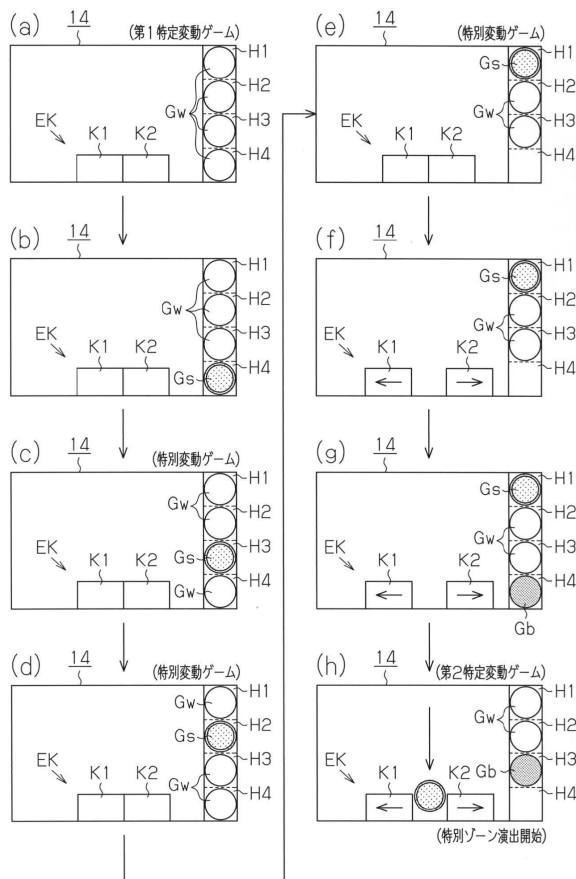 (a)
14
(第1特定変動ゲーム)
H1
H2
H3
H4
Gw
EK
K1
K2
(b)
14
H1
H2
H3
H4
Gw
Gs
EK
K1
K2
(c)
14
(特別変動ゲーム)
H1
H2
H3
H4
Gw
Gs
Gw
EK
K1
K2
(d)
14
(特別変動ゲーム)
H1
H2
H3
H4
Gw
Gs
Gw
EK
K1
K2
(e)
14
(特別変動ゲーム)
H1
H2
H3
H4
Gs
Gw
EK
K1
K2
(f)
14
H1
H2
H3
H4
Gs
Gw
EK
K1
K2
(g)
14
H1
H2
H3
H4
Gs
Gw
EK
K1
K2
Gb
(h)
14
(第2特定変動ゲーム)
H1
H2
H3
H4
Gw
Gb
EK
K1
K2
(特別ゾーン演出開始)